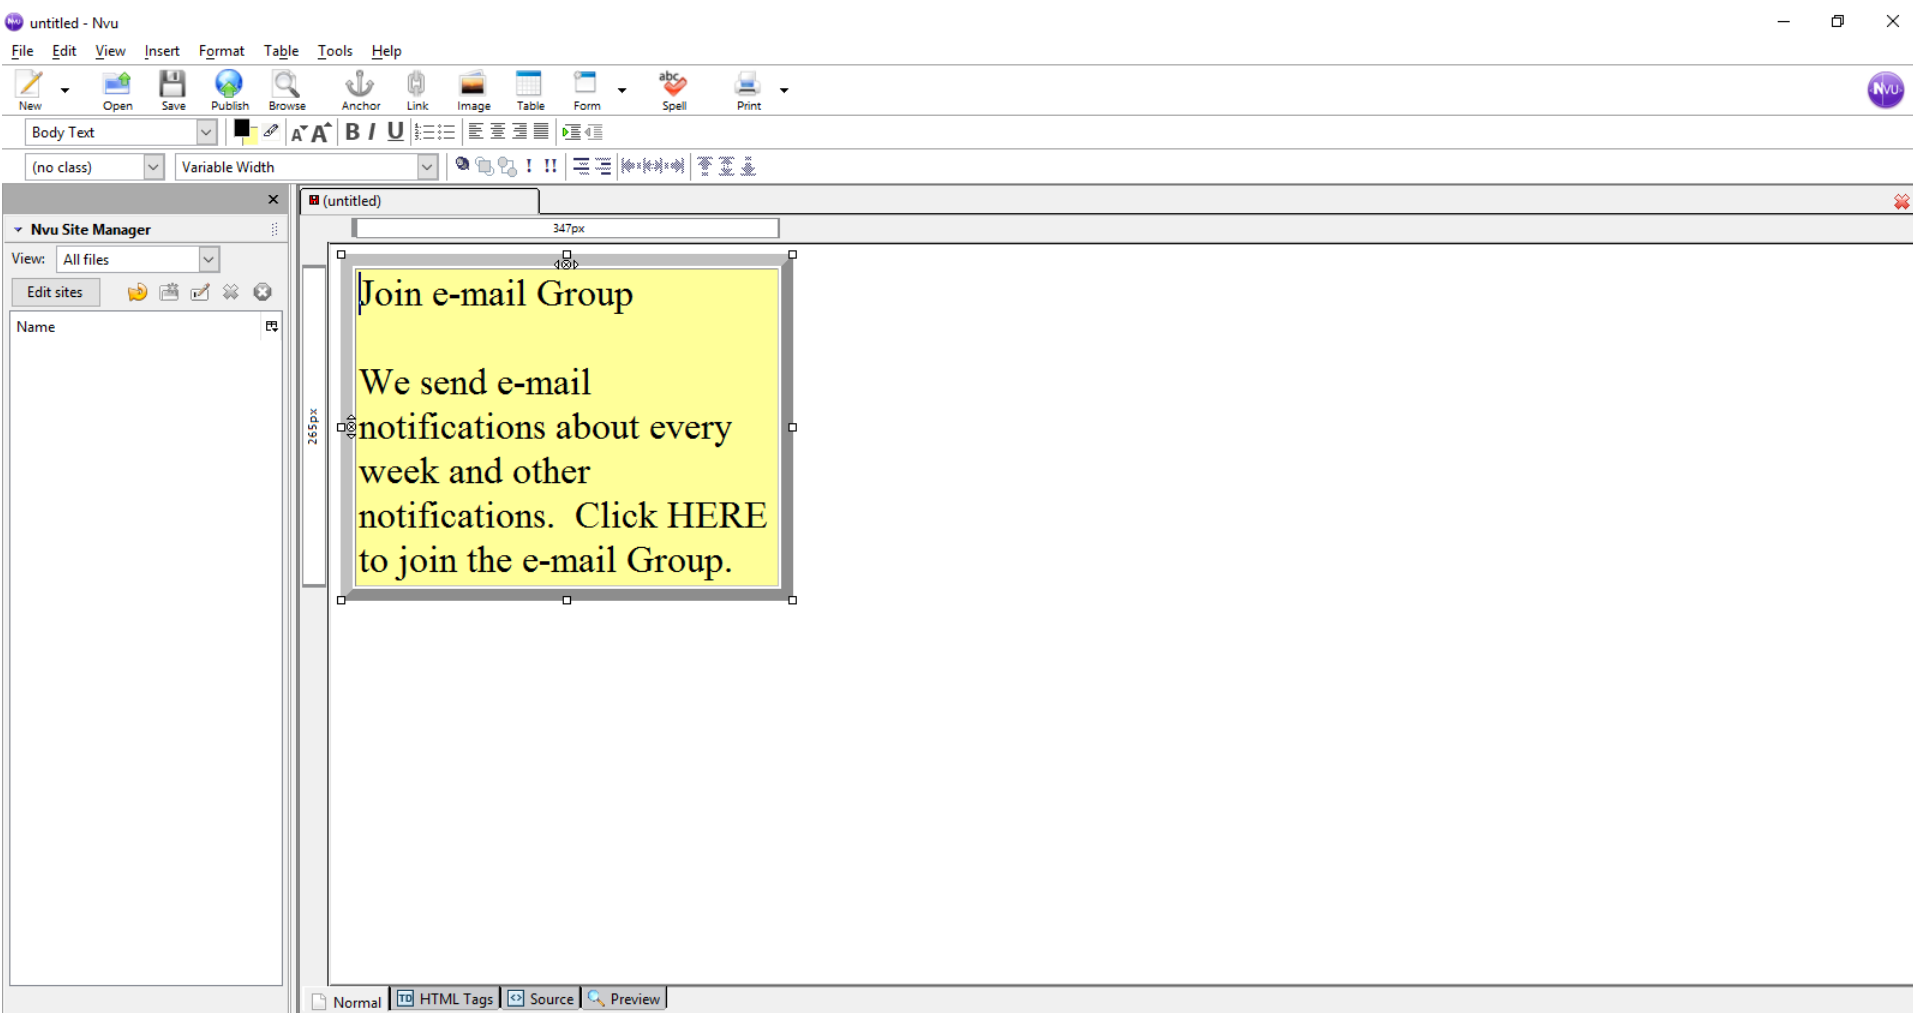 untitled - Nvu
File Edit View Insert Format Table Tools Help
New Open Save Publish Browse Anchor Link Image Table Form abc Spell Print NVU
Body Text A A B I U
(no class) Variable Width ! !!
(untitled)
347px
Nvu Site Manager
View: All files
Edit sites
Name
265px
Join e-mail Group
We send e-mail
notifications about every
week and other
notifications.  Click HERE
to join the e-mail Group.
Normal TD HTML Tags Source Preview